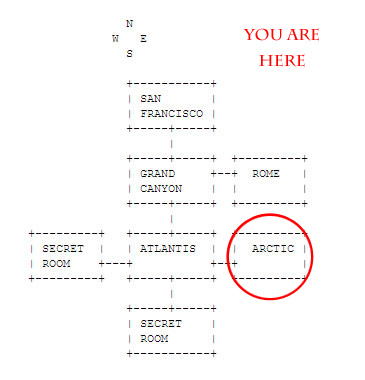 N
W E
S
YOU ARE
HERE
SAN
FRANCISCO
GRAND
CANYON
ROME
SECRET
ROOM
ATLANTIS
ARCTIC
SECRET
ROOM